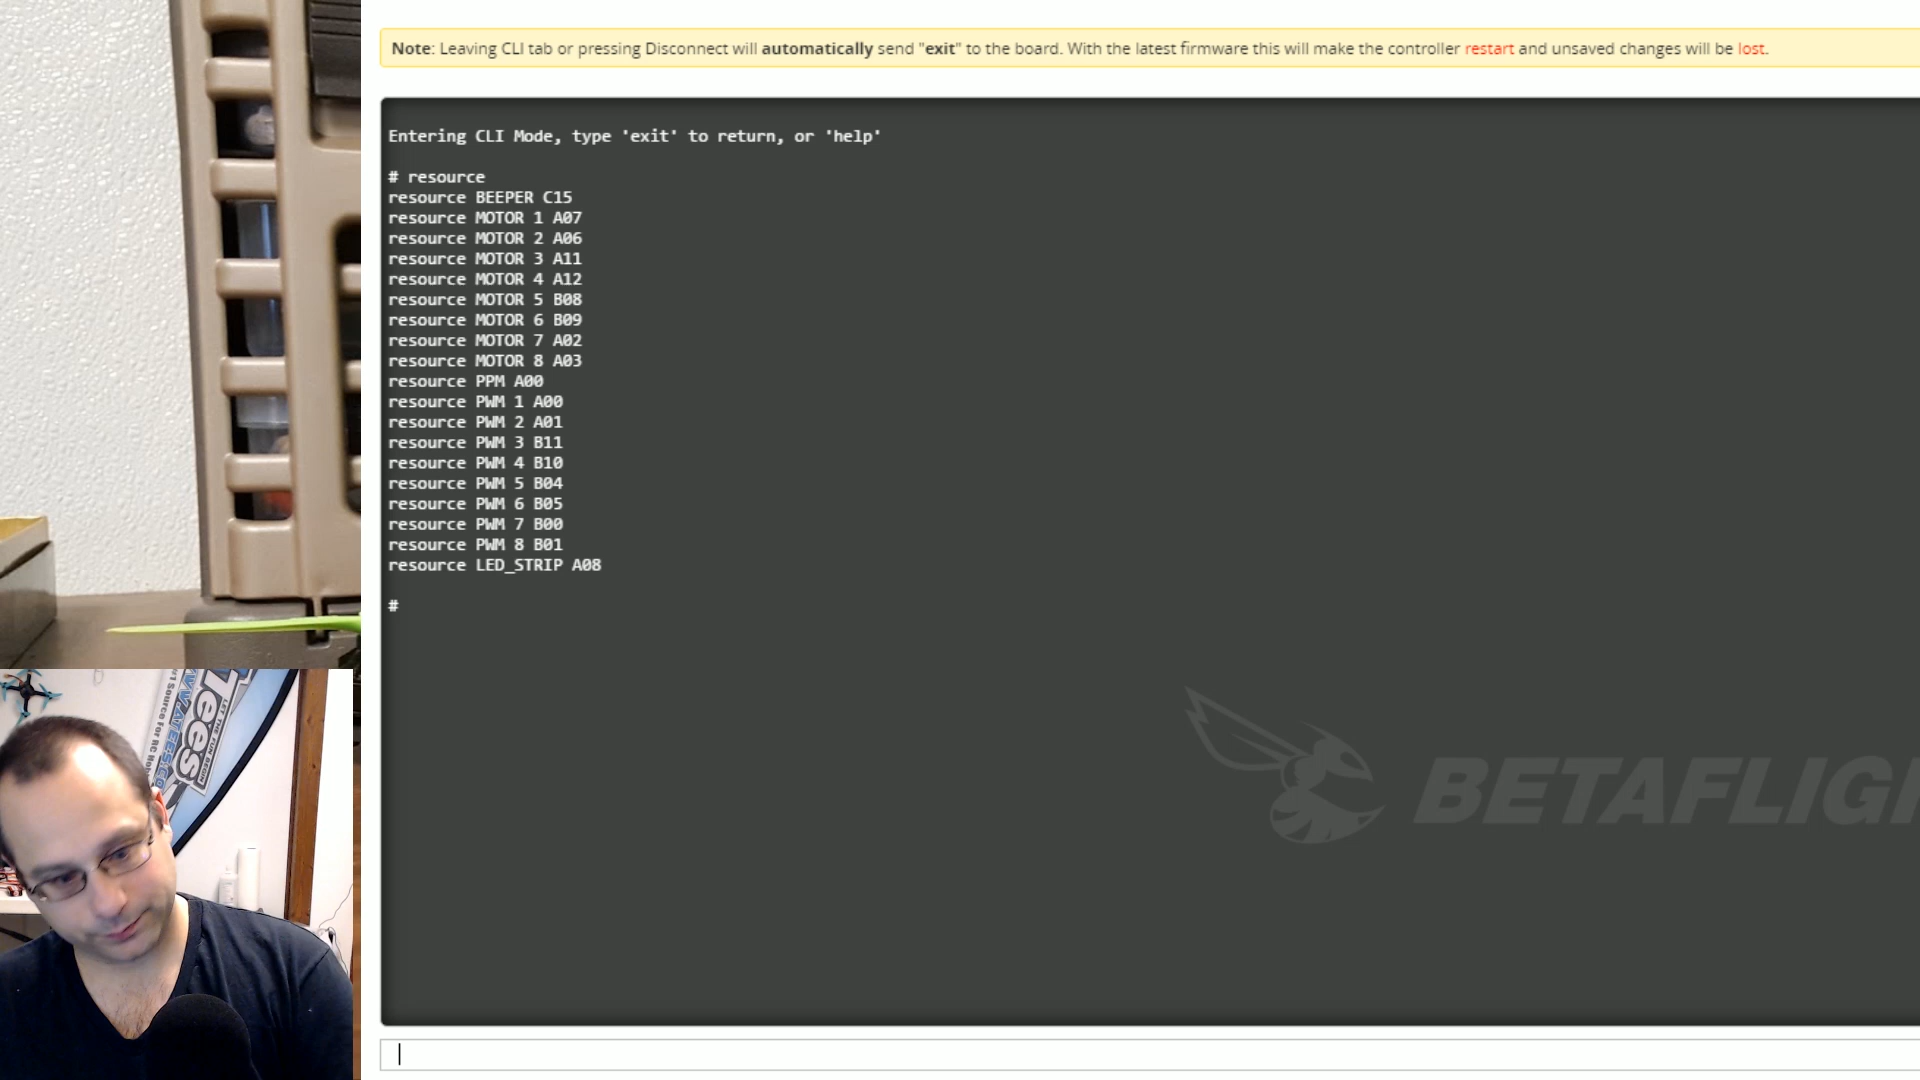 Note: Leaving CLI tab or pressing Disconnect will automatically send "exit" to the board. With the latest firmware this will make the controller restart and unsaved changes will be lost.
Entering CLI Mode, type 'exit' to return, or 'help'
# resource
resource BEEPER C15
resource MOTOR 1 A07
resource MOTOR 2 A06
resource MOTOR 3 A11
resource MOTOR 4 A12
resource MOTOR 5 B08
resource MOTOR 6 B09
resource MOTOR 7 A02
resource MOTOR 8 A03
resource PPM A00
resource PWM 1 A00
resource PWM 2 A01
resource PWM 3 B11
resource PWM 4 B10
resource PWM 5 B04
resource PWM 6 B05
resource PWM 7 B00
resource PWM 8 B01
resource LED_STRIP A08
#
BETAFLIGH
LET THE FUN BEGIN